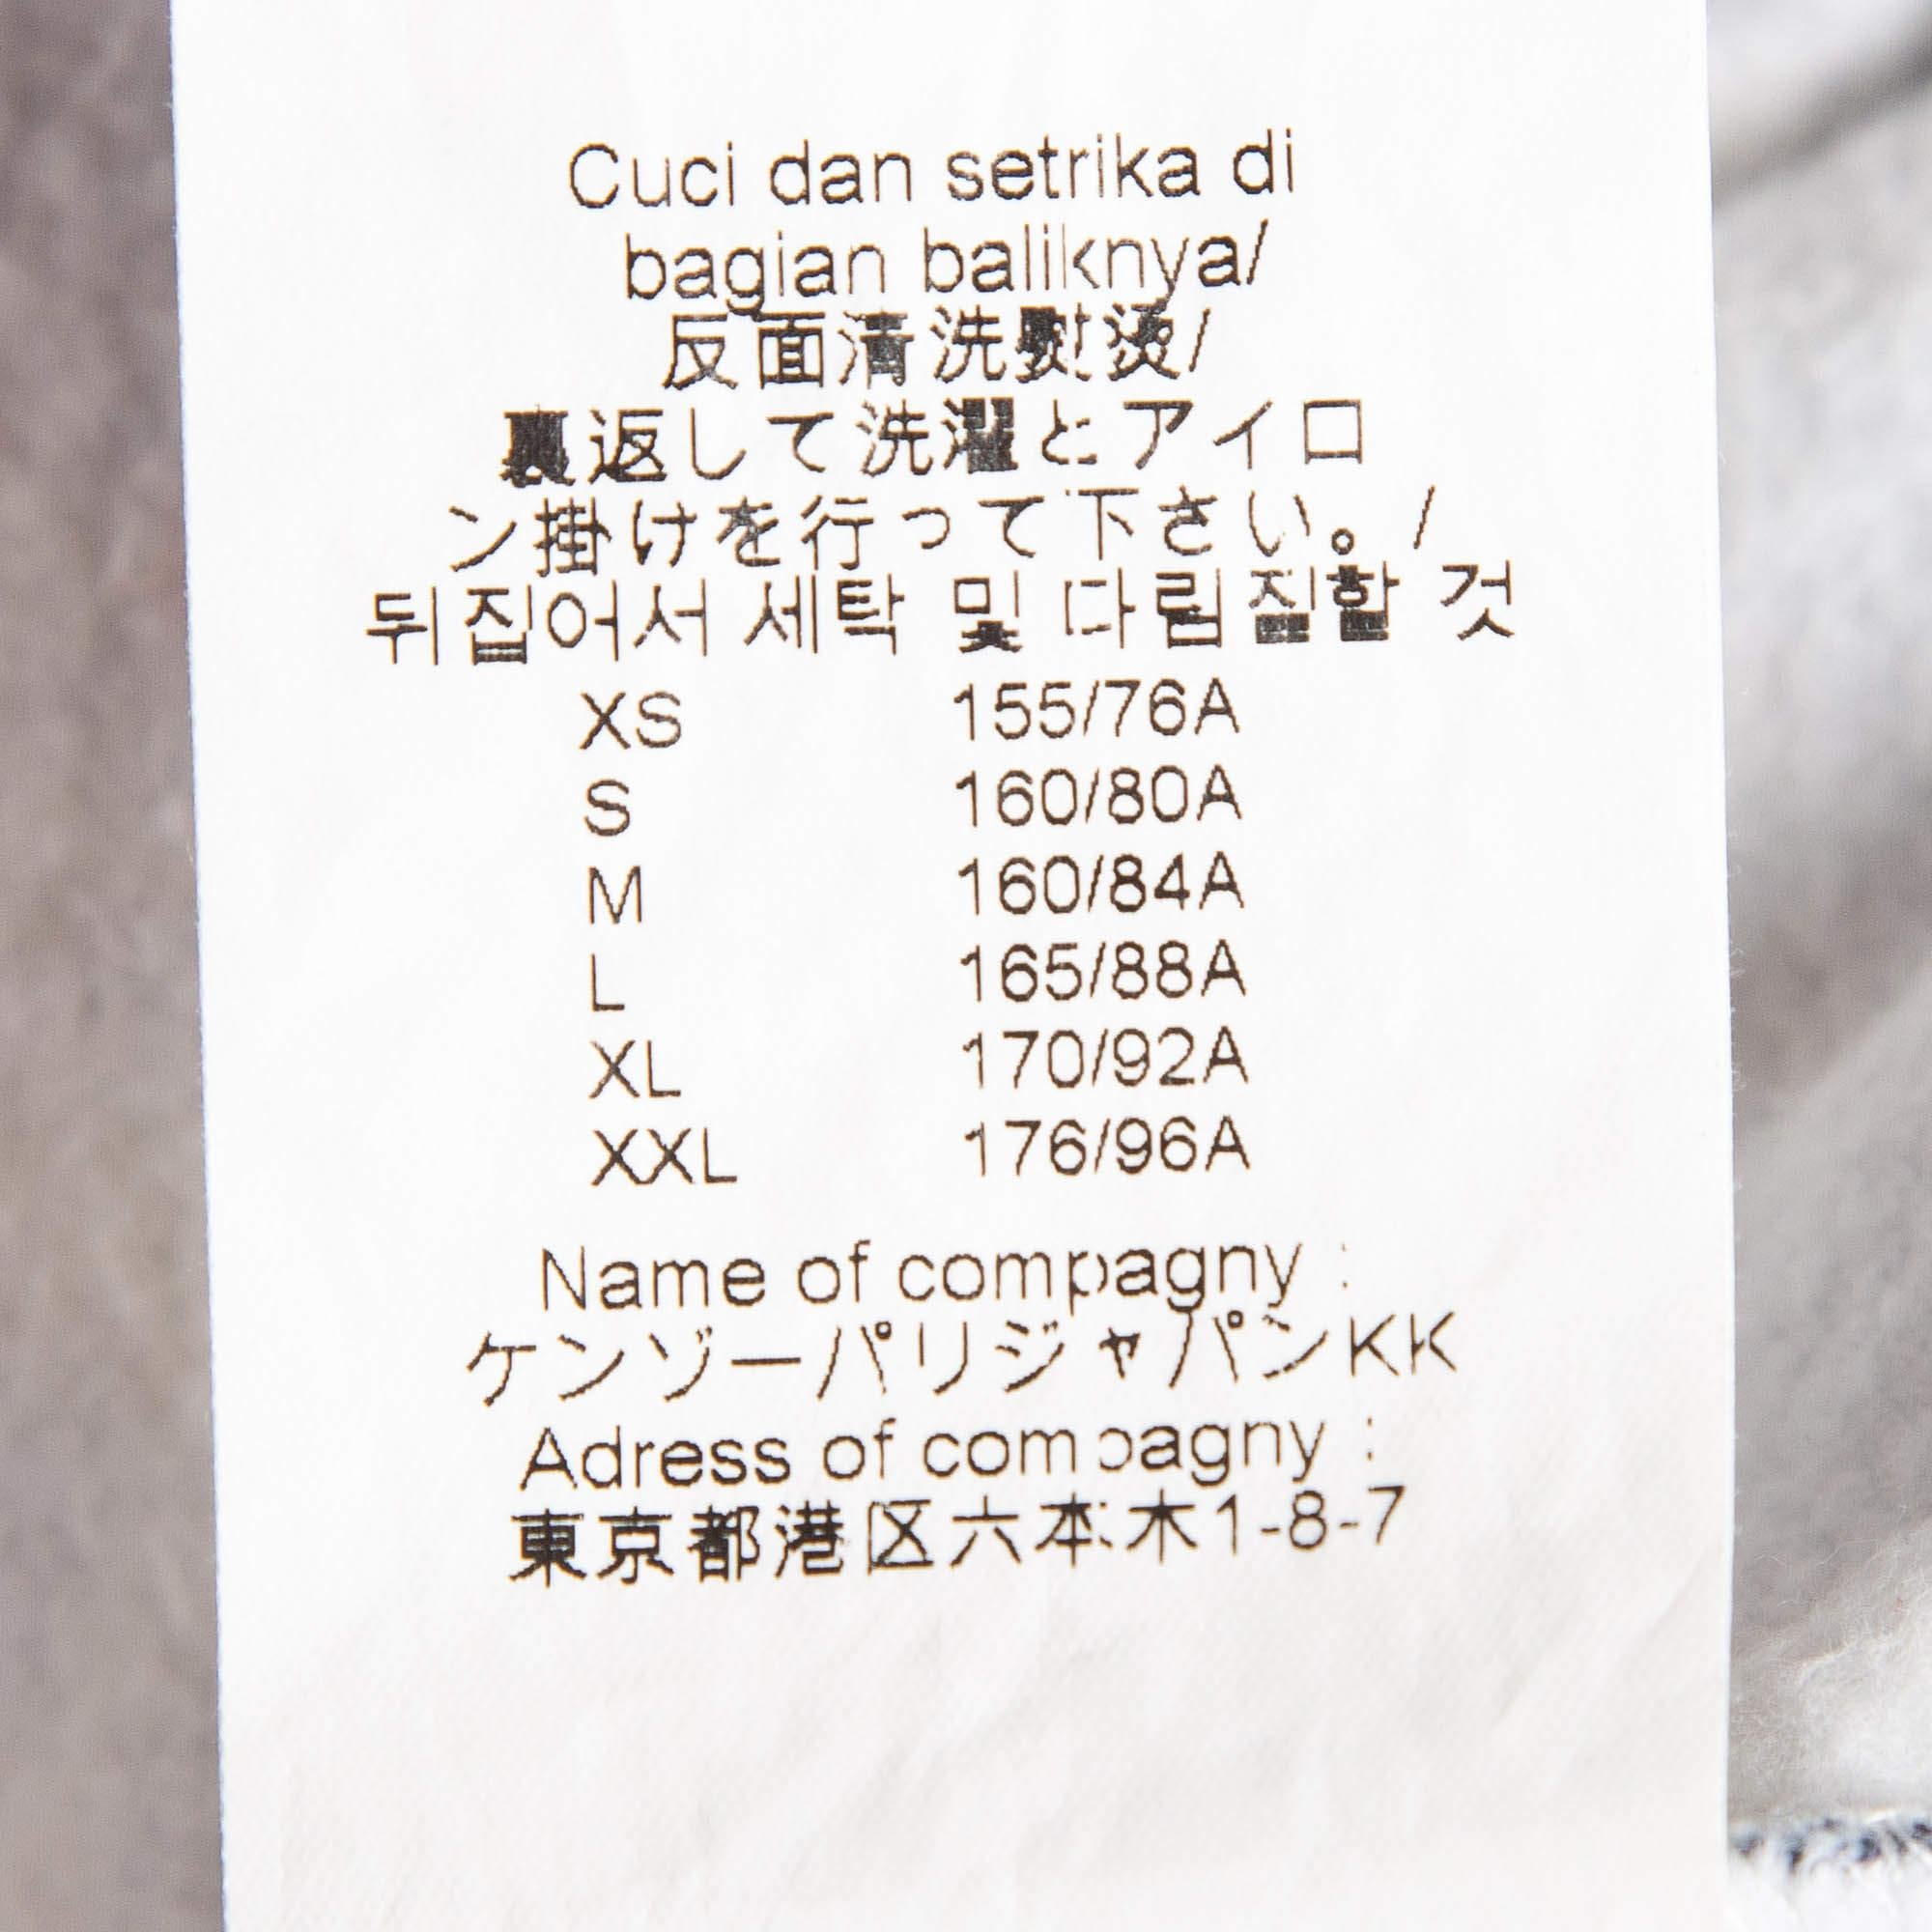 Cuci dan setrika di
bagian baliknya/
反面清洗熨烫/
裏返して洗濯とアイロ
ン掛けを行って下さい。/
뒤집어서 세탁 및 다림질할 것
XS 155/76A
S 160/80A
M 160/84A
L 165/88A
XL 170/92A
XXL 176/96A
Name of compagny :
ケンゾーパリジャパンKK
Adress of compagny :
東京都港区六本木1-8-7